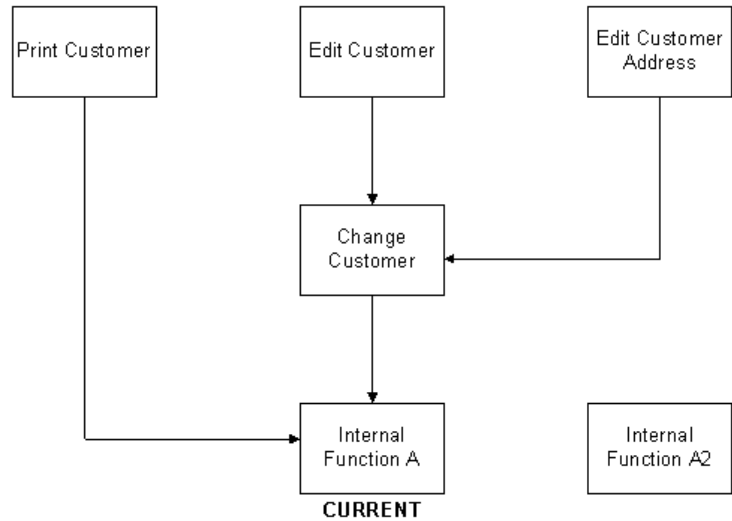 Print Customer
Edit Customer
Edit Customer
Address
Change
Customer
Internal
Function A
Internal
Function A2
CURRENT